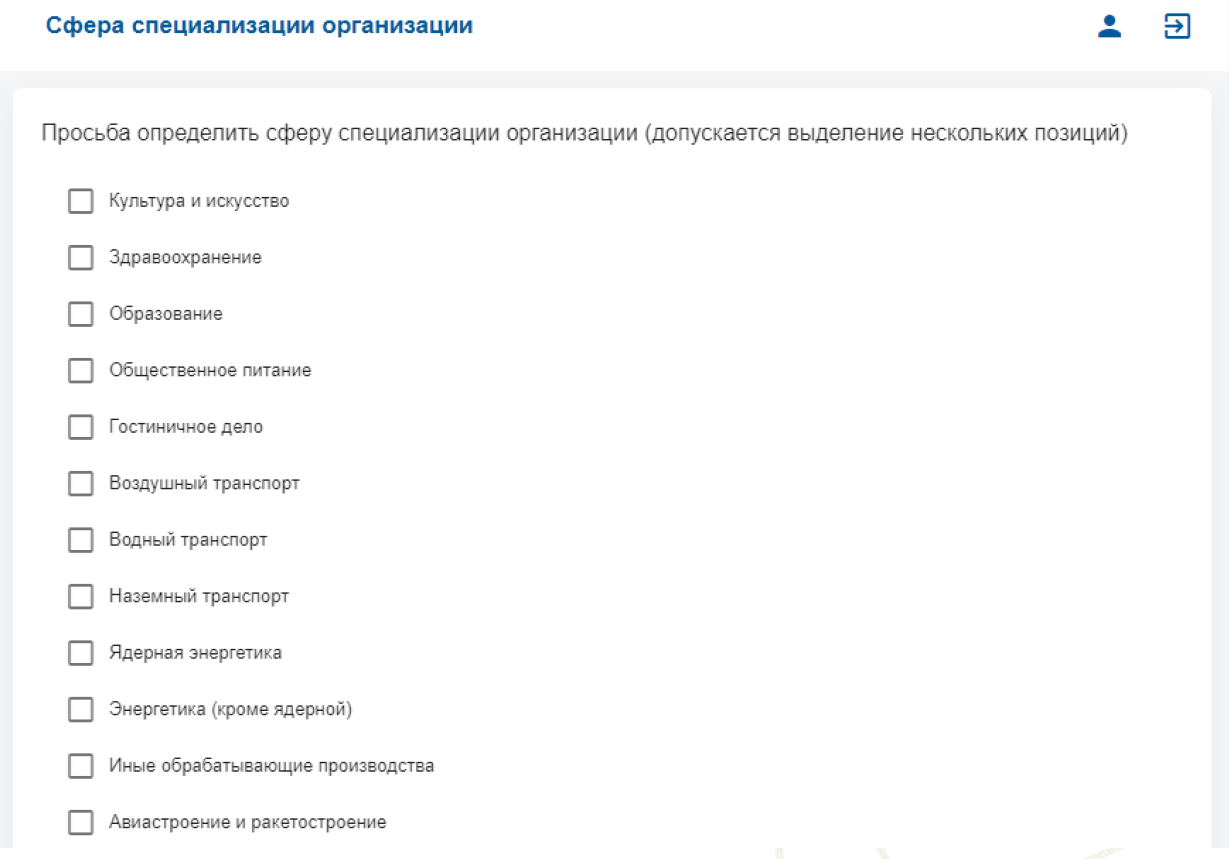 Сфера специализации организации
Просьба определить сферу специализации организации (допускается выделение нескольких позиций)
Культура и искусство
Здравоохранение
Образование
Общественное питание
Гостиничное дело
Воздушный транспорт
Водный транспорт
Наземный транспорт
Ядерная энергетика
Энергетика (кроме ядерной)
Иные обрабатывающие производства
Авиастроение и ракетостроение